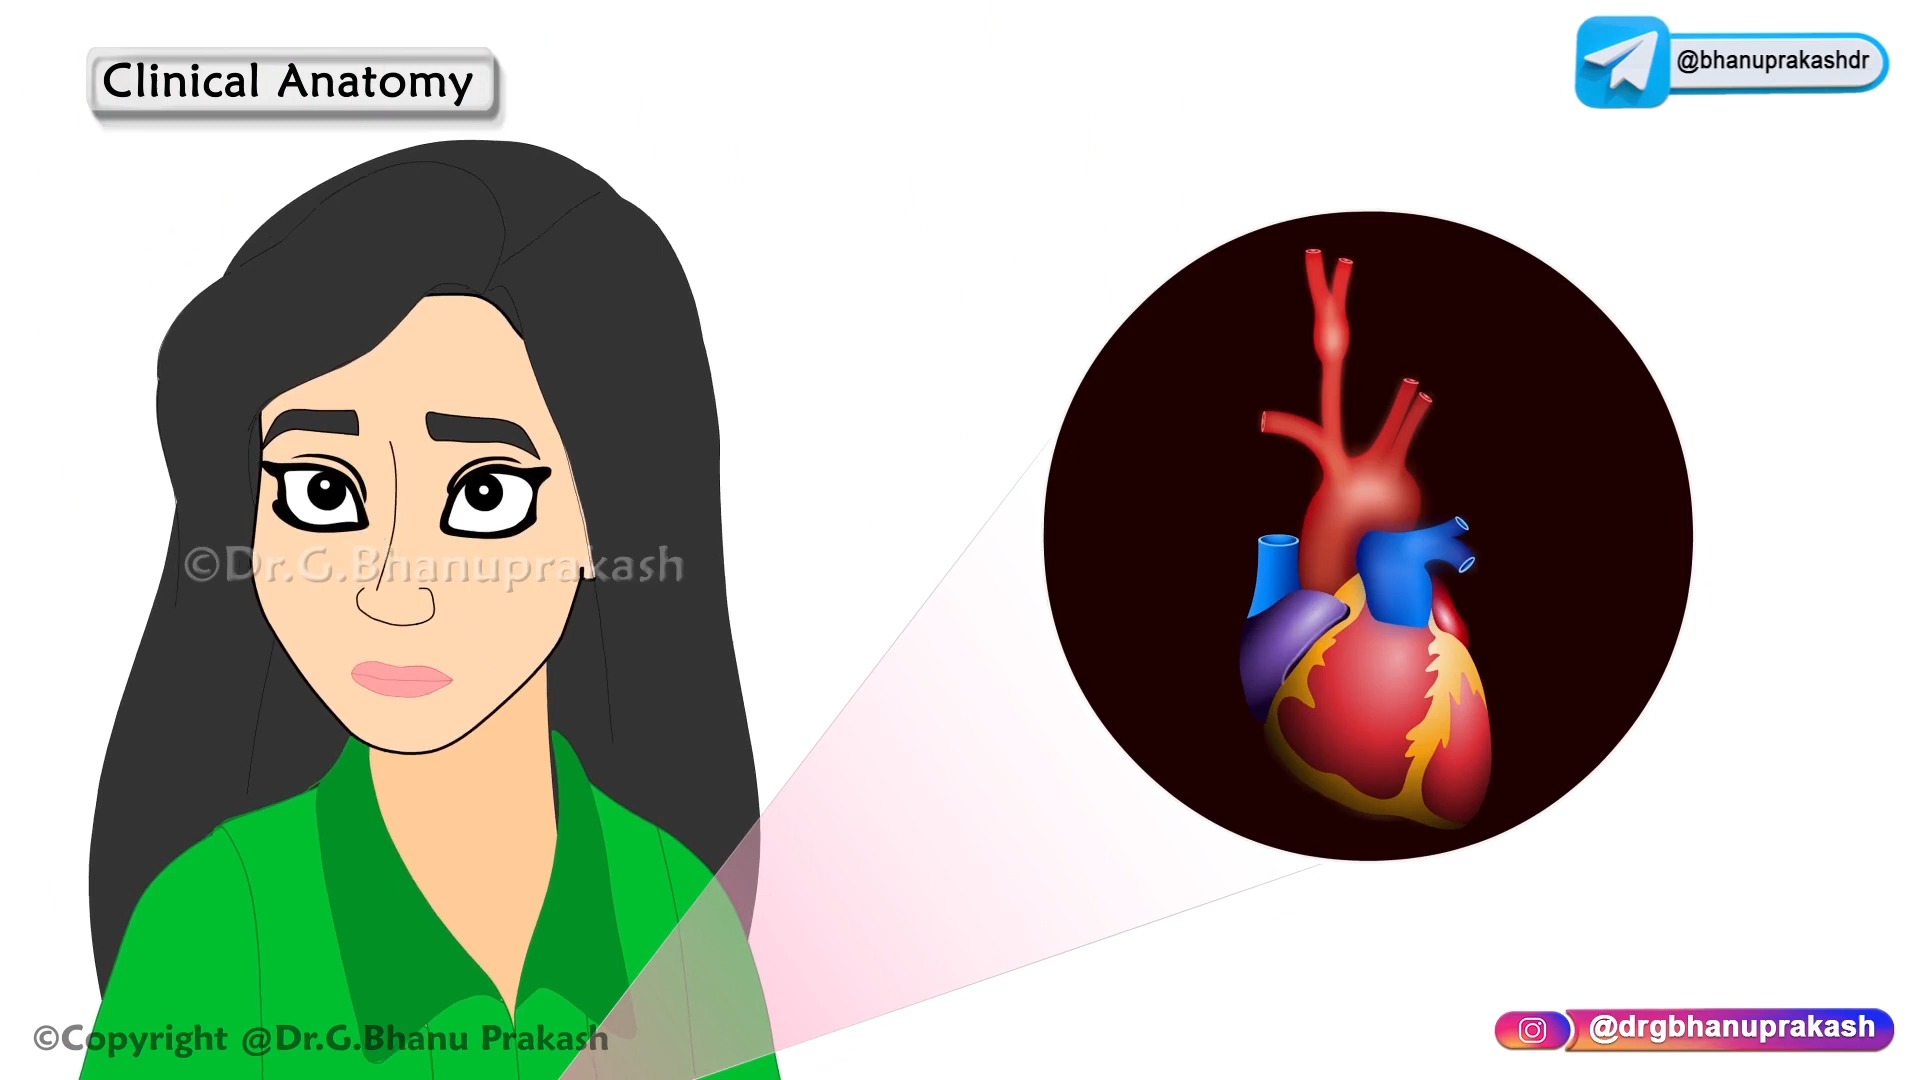 Clinical Anatomy
@bhanuprakashdr
©Dr.G.Bhanuprakash
©Copyright @Dr.G.Bhanu Prakash
@drgbhanuprakash